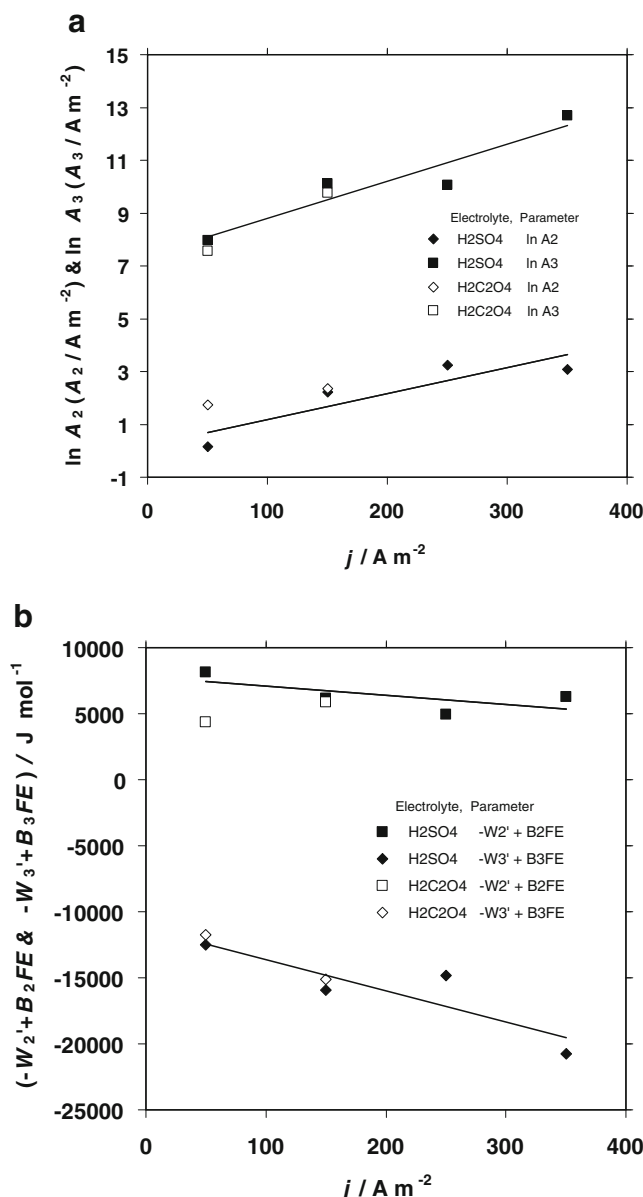 a
ln A2 (A2/A m-2) & ln A3 (A3/A m-2)
15
13
11
9
7
5
3
1
-1
Electrolyte, Parameter
H2SO4 ln A2
H2SO4 ln A3
H2C2O4 ln A2
H2C2O4 ln A3
0 100 200 300 400
j / A m-2
b
(-W2'+B2FE & -W3'+B3FE) / J mol-1
10000
5000
0
-5000
-10000
-15000
-20000
-25000
Electrolyte, Parameter
H2SO4 -W2' + B2FE
H2SO4 -W3' + B3FE
H2C2O4 -W2' + B2FE
H2C2O4 -W3' + B3FE
0 100 200 300 400
j / A m-2